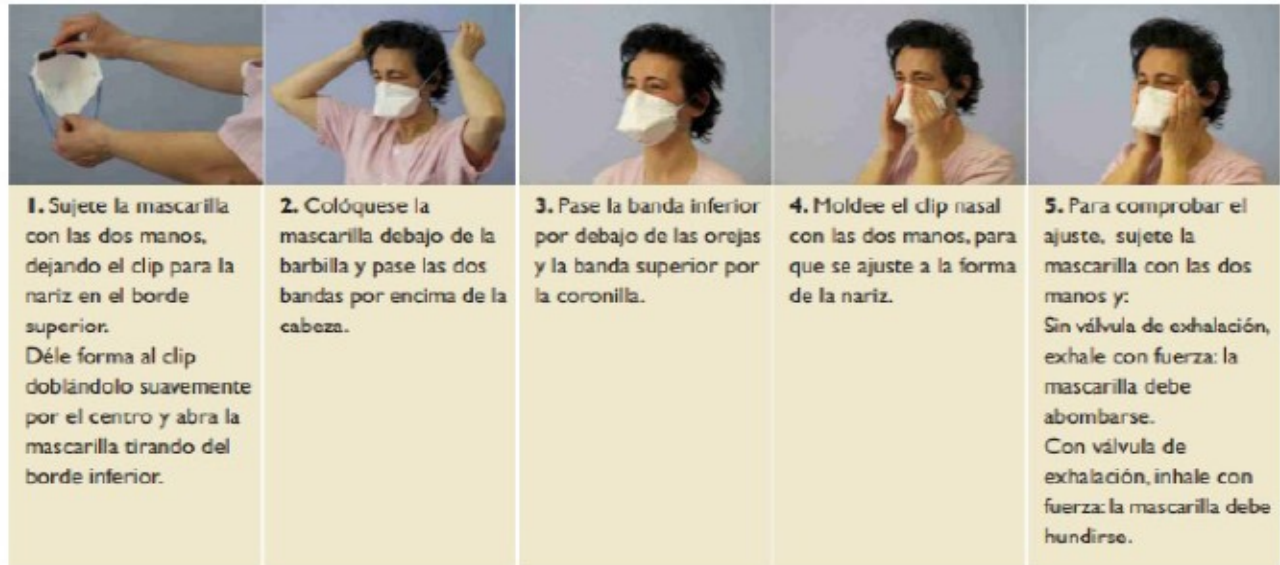 1. Sujete la mascarilla
con las dos manos,
dejando el clip para la
nariz en el borde
superior.
Déle forma al clip
doblándolo suavemente
por el centro y abra la
mascarilla tirando del
borde inferior.
2. Colóquese la
mascarilla debajo de la
barbilla y pase las dos
bandas por encima de la
cabeza.
3. Pase la banda inferior
por debajo de las orejas
y la banda superior por
la coronilla.
4. Moldee el clip nasal
con las dos manos, para
que se ajuste a la forma
de la nariz.
5. Para comprobar el
ajuste, sujete la
mascarilla con las dos
manos y:
Sin válvula de exhalación,
exhale con fuerza: la
mascarilla debe
abombarse.
Con válvula de
exhalación, inhale con
fuerza: la mascarilla debe
hundirse.